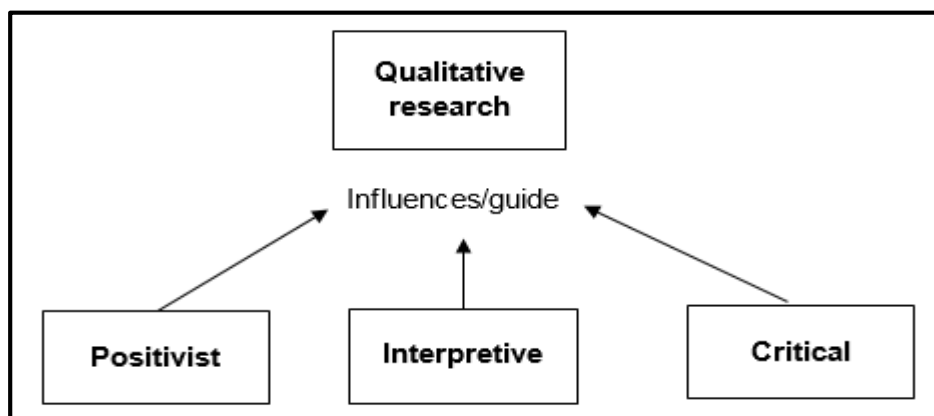 Qualitative
research
Influences/guide
Positivist
Interpretive
Critical